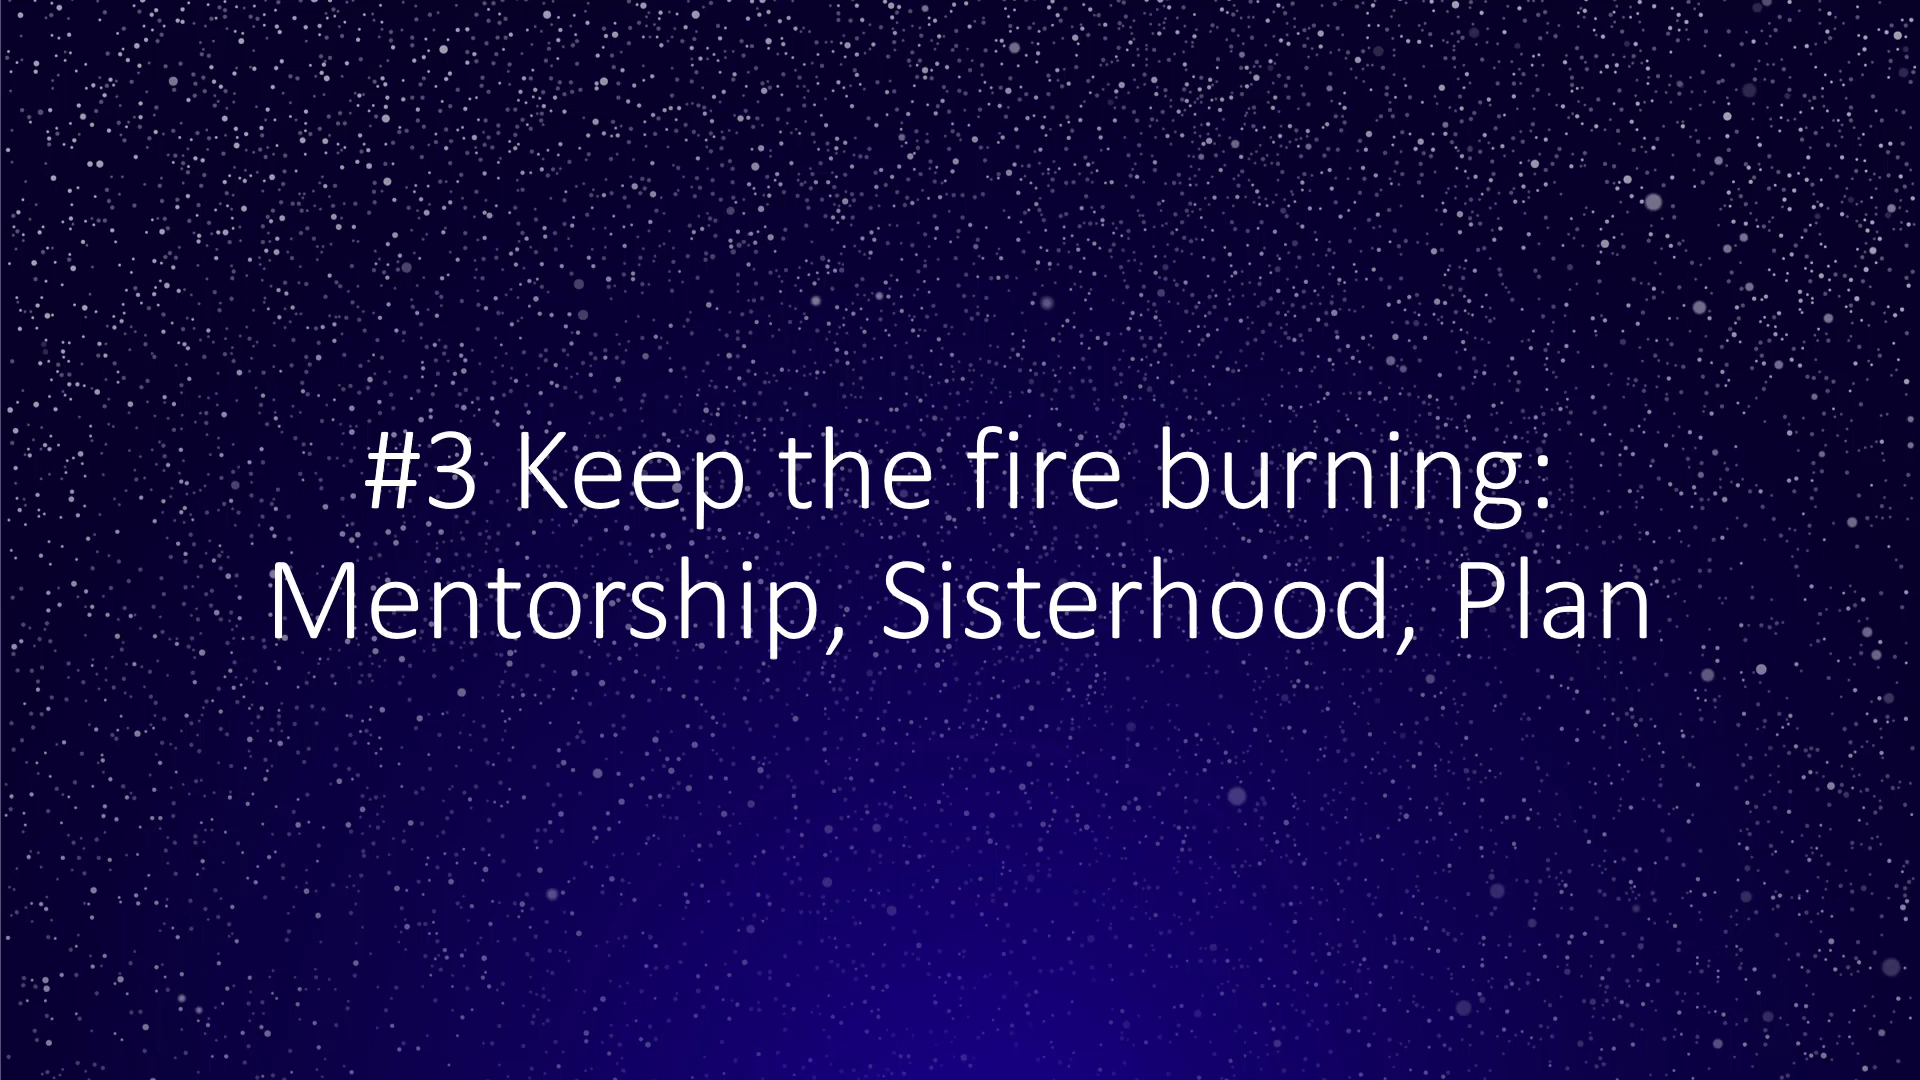 #3 Keep the fire burning:
Mentorship, Sisterhood, Plan